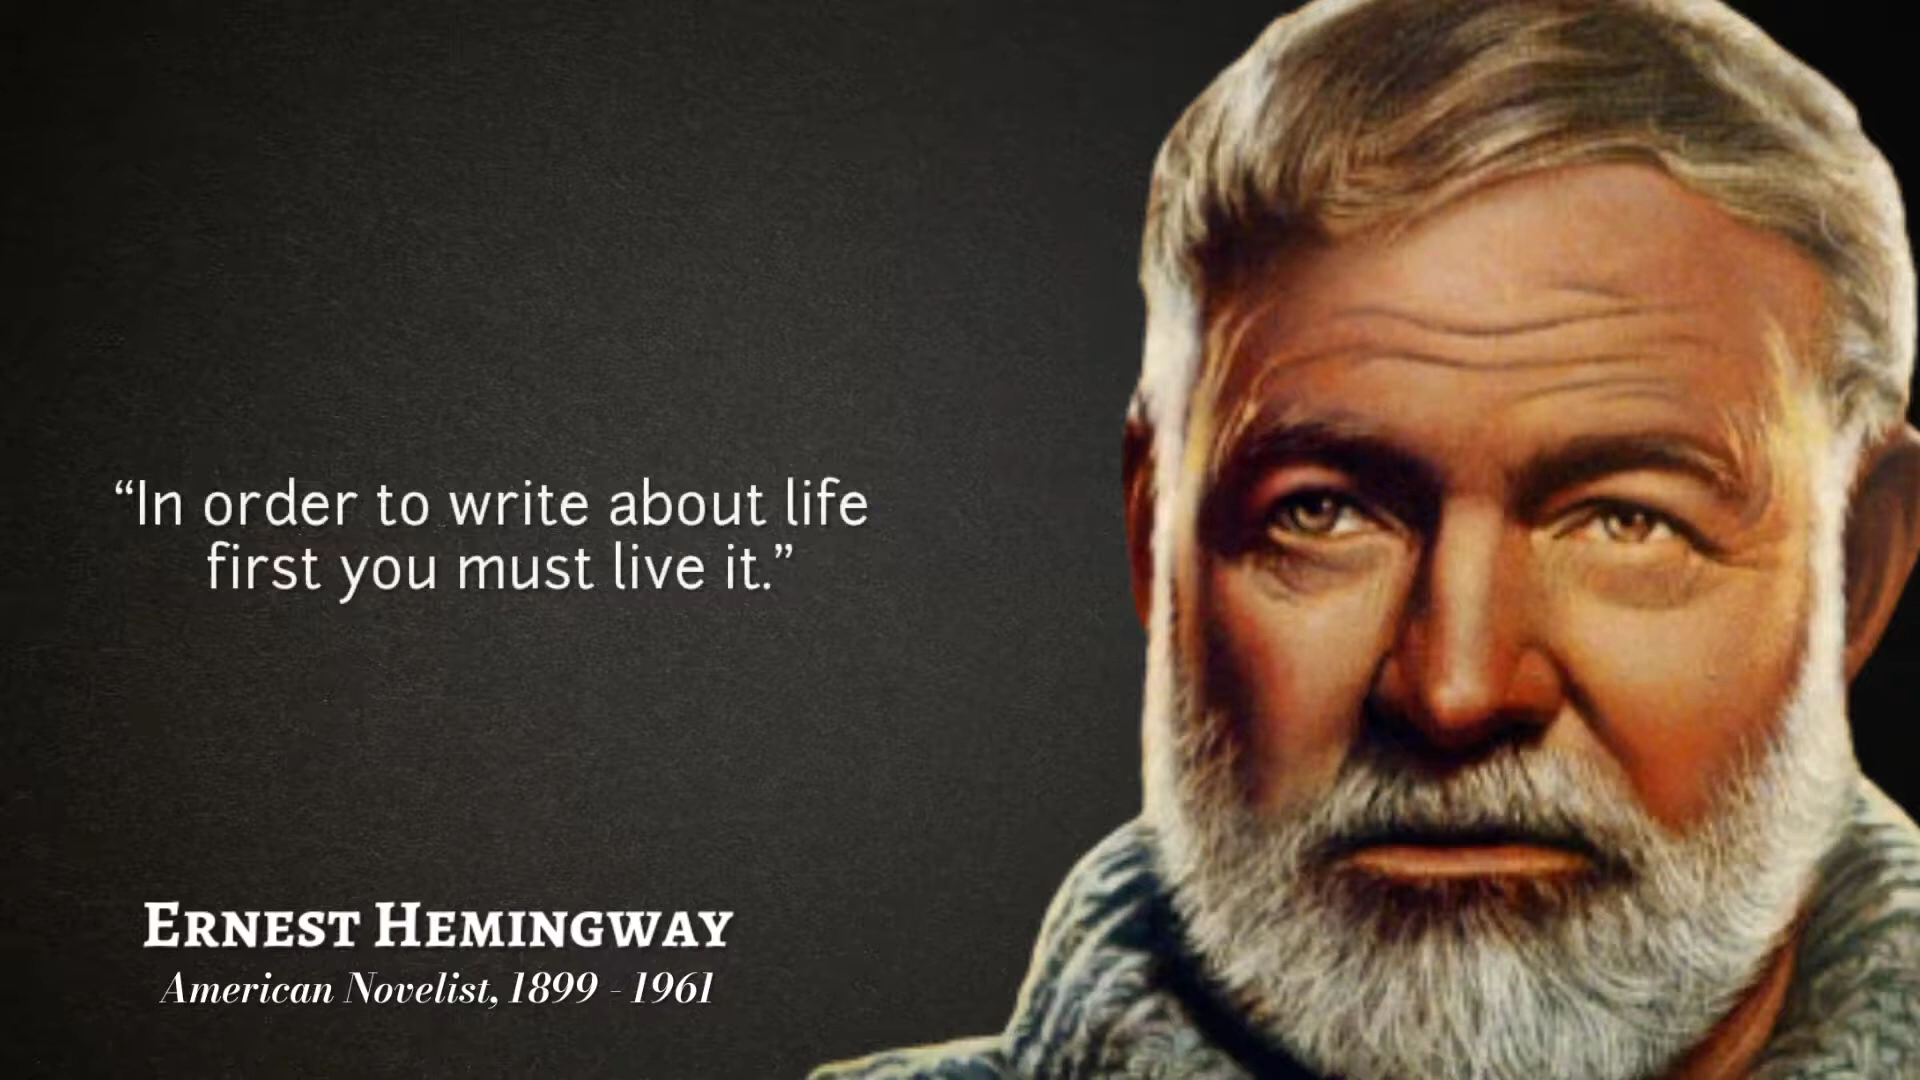 “In order to write about life
first you must live it.”
Ernest Hemingway
American Novelist, 1899 - 1961